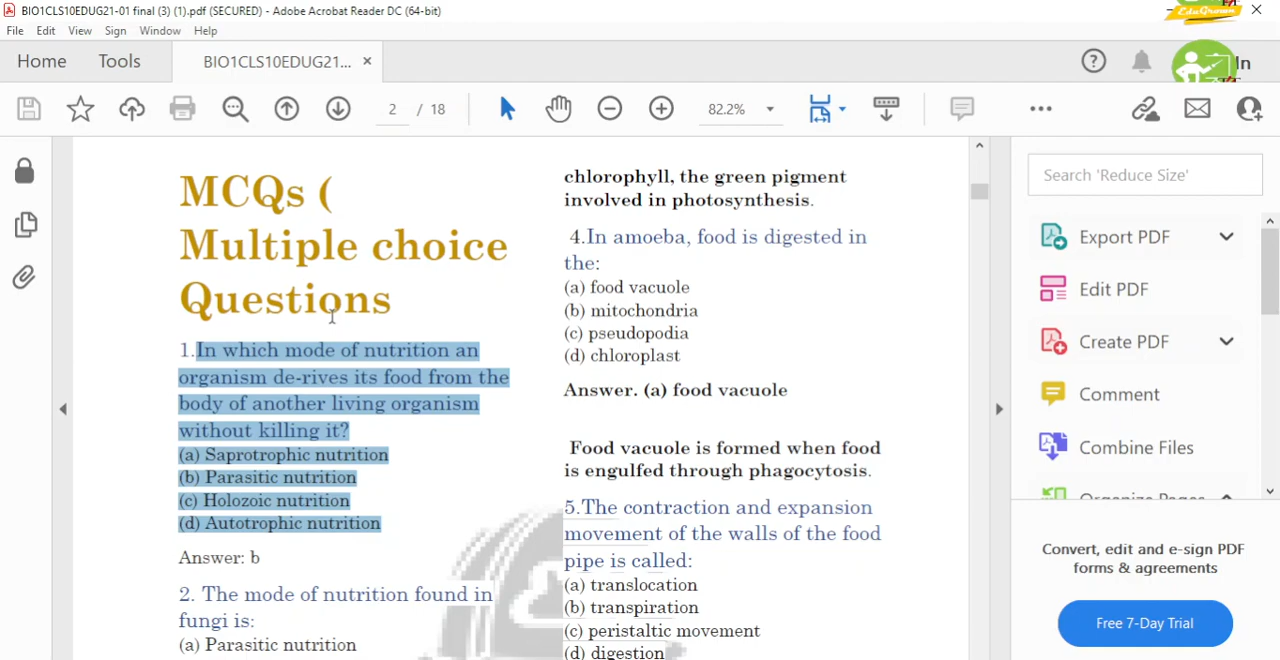 BIO1CLS10EDUG21-01 final (3) (1).pdf (SECURED) - Adobe Acrobat Reader DC (64-bit)
EduGrown
File Edit View Sign Window Help
Home Tools BIO1CLS10EDUG21... × In
2 / 18 82.2%
MCQs (
Multiple choice
Questions
1.In which mode of nutrition an
organism de-rives its food from the
body of another living organism
without killing it?
(a) Saprotrophic nutrition
(b) Parasitic nutrition
(c) Holozoic nutrition
(d) Autotrophic nutrition
Answer: b
2. The mode of nutrition found in
fungi is:
(a) Parasitic nutrition
chlorophyll, the green pigment
involved in photosynthesis.
4.In amoeba, food is digested in
the:
(a) food vacuole
(b) mitochondria
(c) pseudopodia
(d) chloroplast
Answer. (a) food vacuole
Food vacuole is formed when food
is engulfed through phagocytosis.
5.The contraction and expansion
movement of the walls of the food
pipe is called:
(a) translocation
(b) transpiration
(c) peristaltic movement
(d) digestion
Search 'Reduce Size'
Export PDF
Edit PDF
Create PDF
Comment
Combine Files
Organize Pages
Convert, edit and e-sign PDF
forms & agreements
Free 7-Day Trial